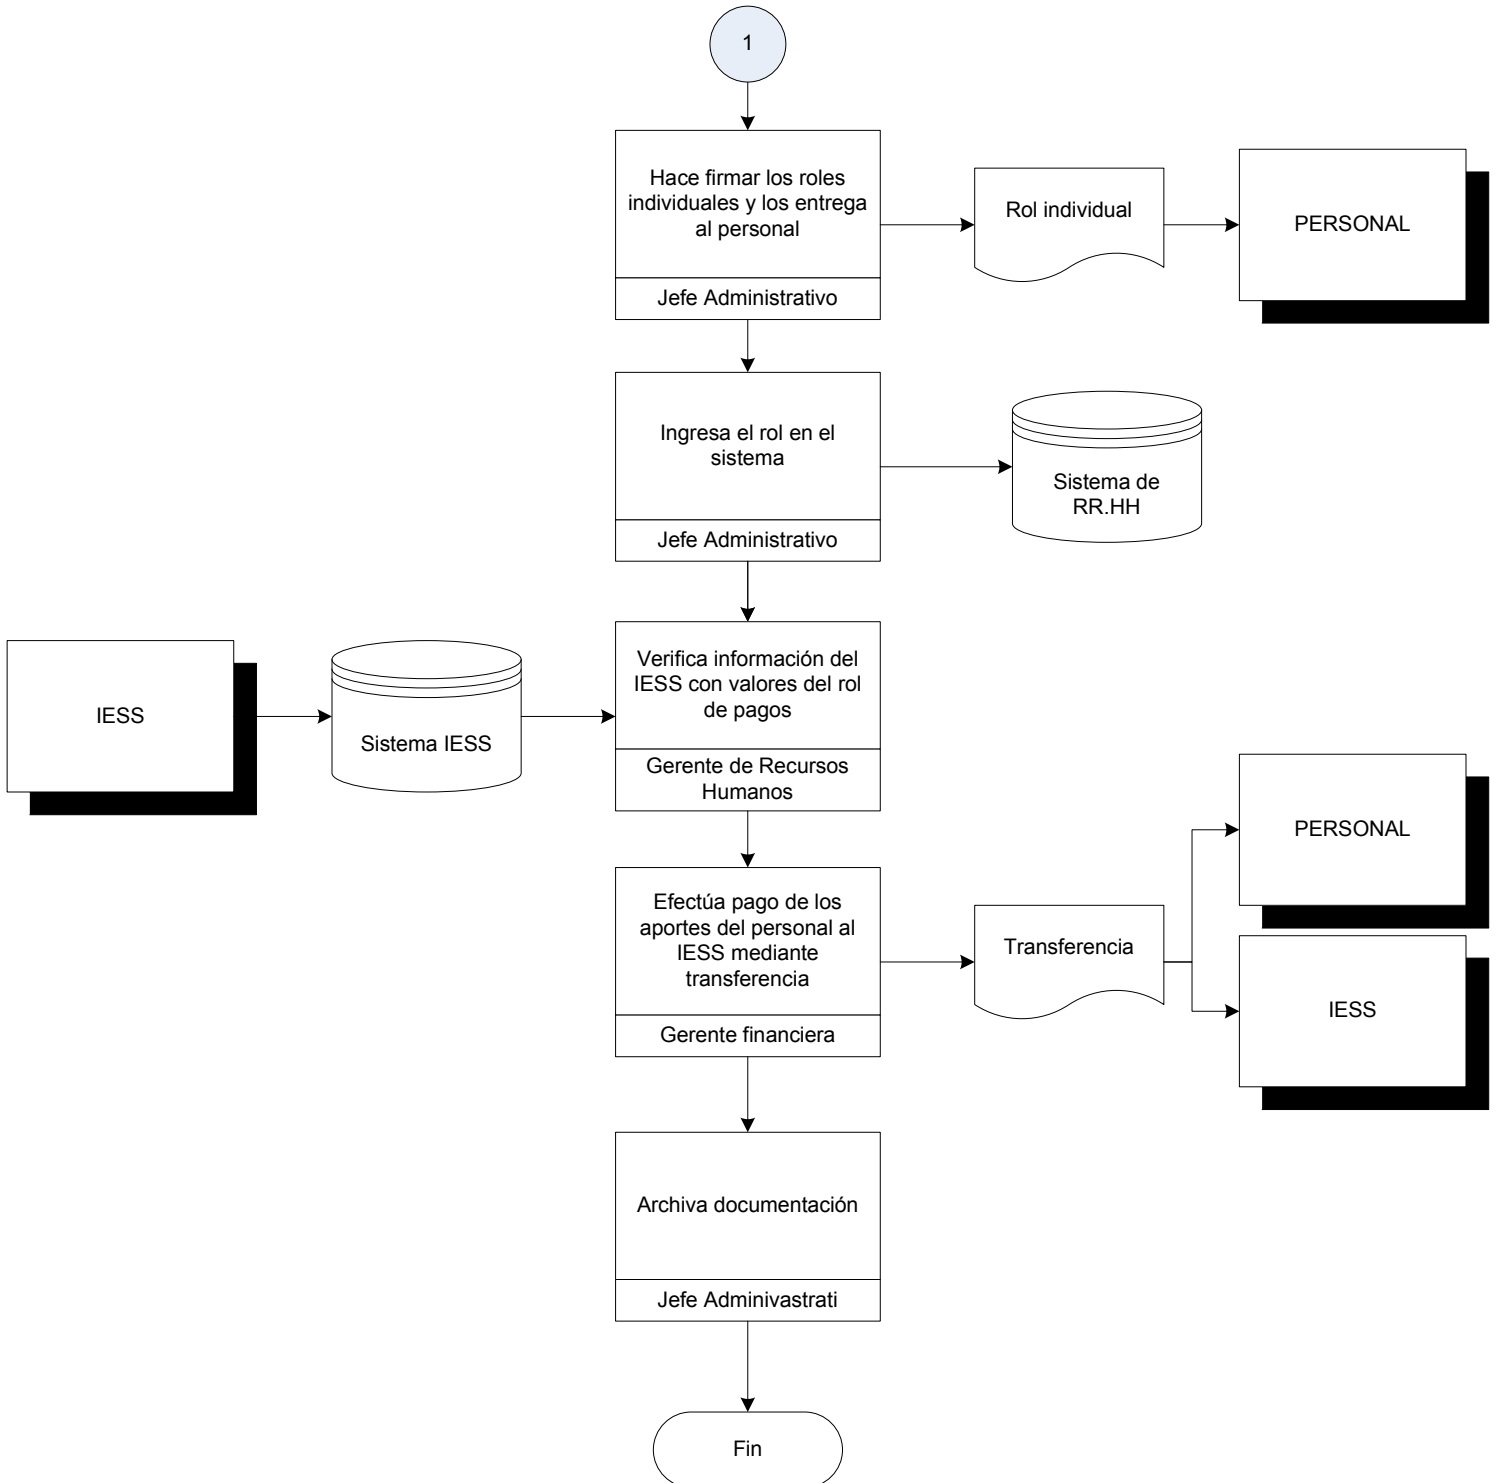 1
Hace firmar los roles
individuales y los entrega
al personal
Jefe Administrativo
Rol individual
PERSONAL
Ingresa el rol en el
sistema
Jefe Administrativo
Sistema de
RR.HH
IESS
Sistema IESS
Verifica información del
IESS con valores del rol
de pagos
Gerente de Recursos
Humanos
Efectúa pago de los
aportes del personal al
IESS mediante
transferencia
Gerente financiera
Transferencia
PERSONAL
IESS
Archiva documentación
Jefe Adminivastrati
Fin